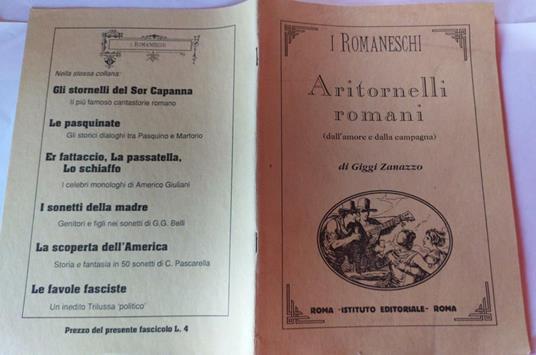 I ROMANESCHI
Nella stessa collana:
Gli stornelli del Sor Capanna
Il più famoso cantastorie romano
Le pasquinate
Gli storici dialoghi tra Pasquino e Marforio
Er fattaccio, La passatella,
Lo schiaffo
I celebri monologhi di Americo Giuliani
I sonetti della madre
Genitori e figli nei sonetti di G.G. Belli
La scoperta dell'America
Storia e fantasia in 50 sonetti di C. Pascarella
Le favole fasciste
Un inedito Trilussa 'politico'
Prezzo del presente fascicolo L. 4
I ROMANESCHI
Aritornelli
romani
(dall'amore e dalla campagna)
di Giggi Zanazzo
ROMA -ISTITUTO EDITORIALE- ROMA